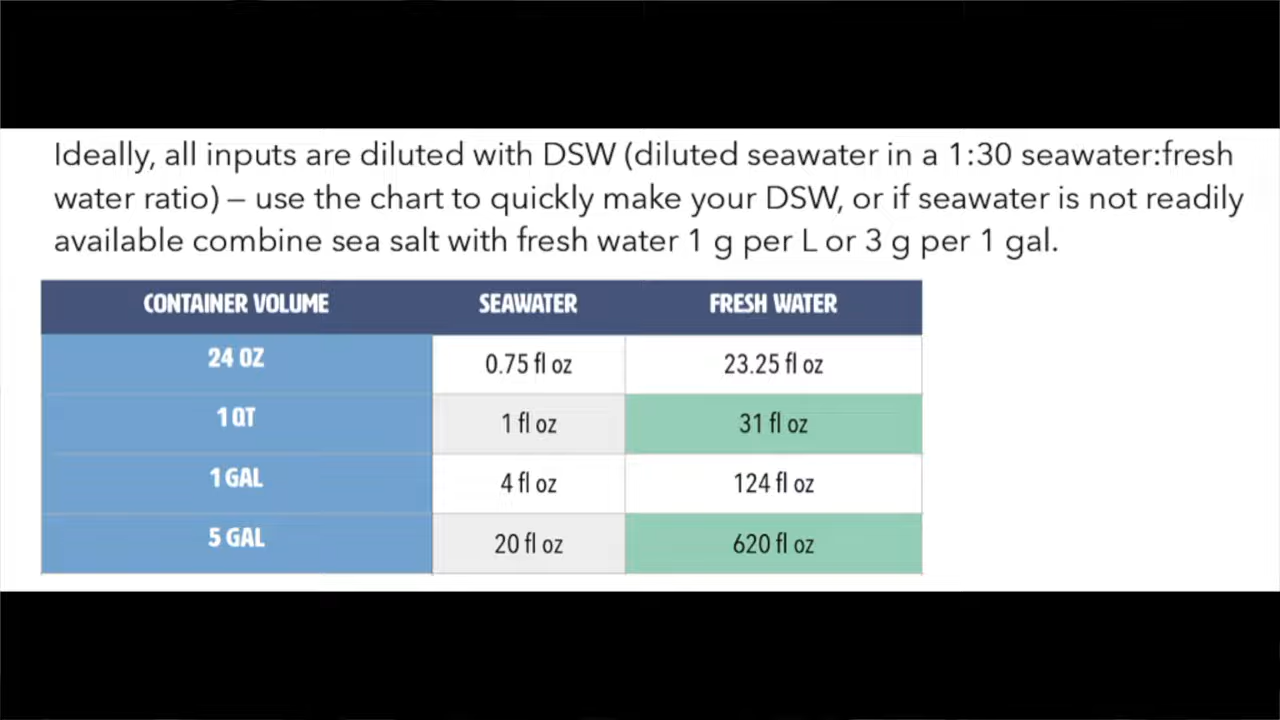 Ideally, all inputs are diluted with DSW (diluted seawater in a 1:30 seawater:fresh
water ratio) – use the chart to quickly make your DSW, or if seawater is not readily
available combine sea salt with fresh water 1 g per L or 3 g per 1 gal.
CONTAINER VOLUME SEAWATER FRESH WATER
24 OZ 0.75 fl oz 23.25 fl oz
1 QT 1 fl oz 31 fl oz
1 GAL 4 fl oz 124 fl oz
5 GAL 20 fl oz 620 fl oz